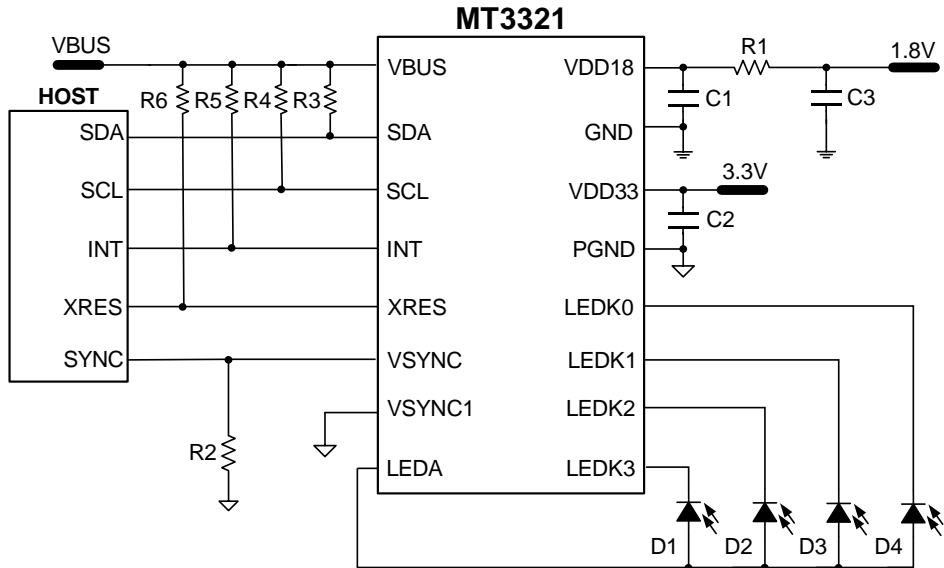 MT3321
VBUS
HOST
R6
R5
R4
R3
SDA
SCL
INT
XRES
SYNC
R2
VBUS
SDA
SCL
INT
XRES
VSYNC
VSYNC1
LEDA
VDD18
GND
VDD33
PGND
LEDK0
LEDK1
LEDK2
LEDK3
R1
1.8V
C1
C3
3.3V
C2
D1
D2
D3
D4